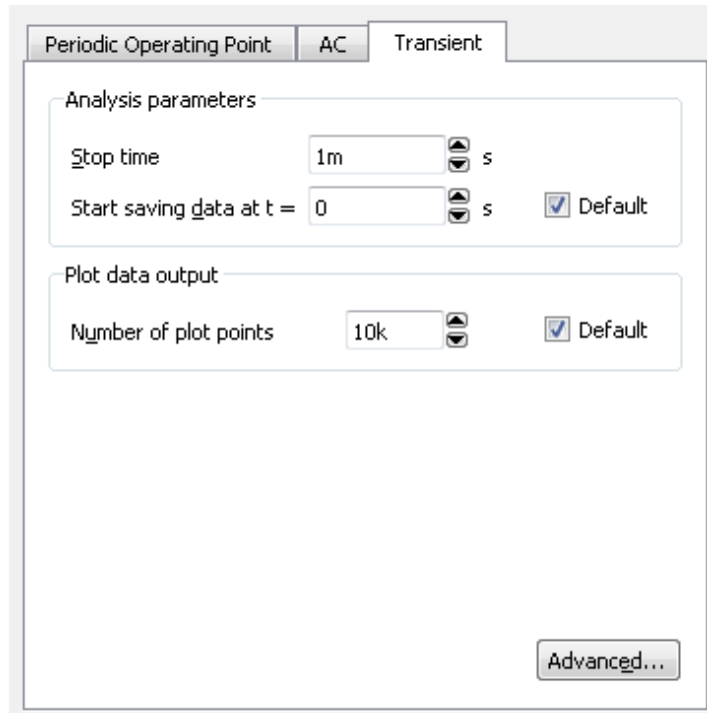 Periodic Operating Point AC Transient
Analysis parameters
Stop time 1m s
Start saving data at t = 0 s Default
Plot data output
Number of plot points 10k Default
Advanced...